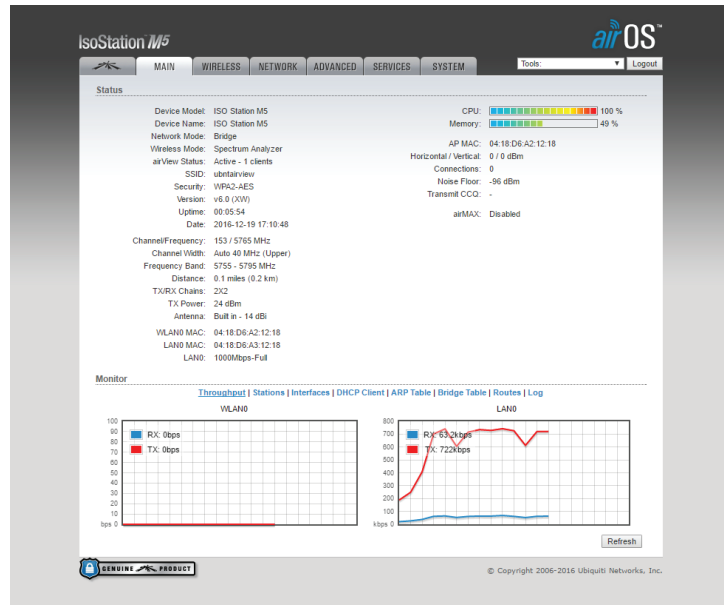 IsoStation M5
airOS™
MAIN WIRELESS NETWORK ADVANCED SERVICES SYSTEM Tools: Logout
Status
Device Model: ISO Station M5
Device Name: ISO Station M5
Network Mode: Bridge
Wireless Mode: Spectrum Analyzer
airView Status: Active - 1 clients
SSID: ubntairview
Security: WPA2-AES
Version: v6.0 (XW)
Uptime: 00:05:54
Date: 2016-12-19 17:10:48
Channel/Frequency: 153 / 5765 MHz
Channel Width: Auto 40 MHz (Upper)
Frequency Band: 5755 - 5795 MHz
Distance: 0.1 miles (0.2 km)
TX/RX Chains: 2X2
TX Power: 24 dBm
Antenna: Built in - 14 dBi
WLAN0 MAC: 04:18:D6:A2:12:18
LAN0 MAC: 04:18:D6:A3:12:18
LAN0: 1000Mbps-Full
CPU: 100 %
Memory: 49 %
AP MAC: 04:18:D6:A2:12:18
Horizontal / Vertical: 0 / 0 dBm
Connections: 0
Noise Floor: -96 dBm
Transmit CCQ: -
airMAX: Disabled
Monitor
Throughput | Stations | Interfaces | DHCP Client | ARP Table | Bridge Table | Routes | Log
WLAN0
100
90
80
70
60
50
40
30
20
10
bps 0
RX: 0bps
TX: 0bps
LAN0
800
700
600
500
400
300
200
100
kbps 0
RX: 63.2kbps
TX: 722kbps
Refresh
GENUINE PRODUCT
© Copyright 2006-2016 Ubiquiti Networks, Inc.